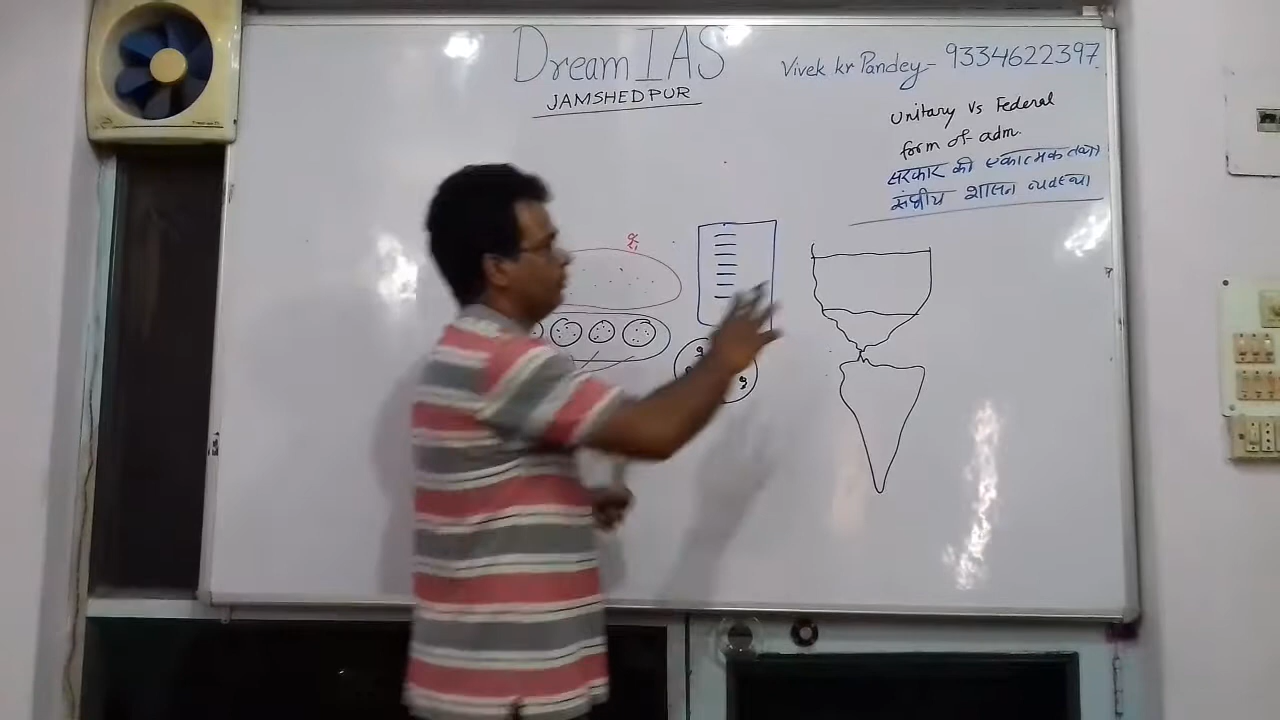 Dream IAS
JAMSHEDPUR
Vivek kr Pandey- 9334622397
Unitary Vs Federal
form of adm.
सरकार की एकात्मक तथा
संघीय शासन व्यवस्था